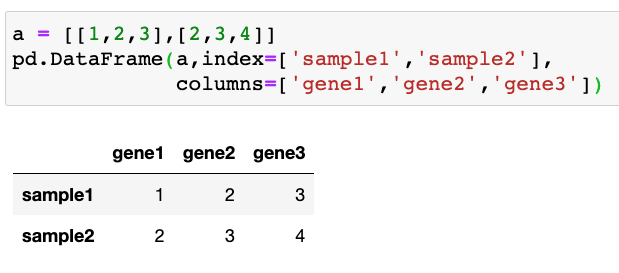 a = [[1,2,3],[2,3,4]]
pd.DataFrame(a,index=['sample1','sample2'],
             columns=['gene1','gene2','gene3'])
gene1 gene2 gene3
sample1 1 2 3
sample2 2 3 4